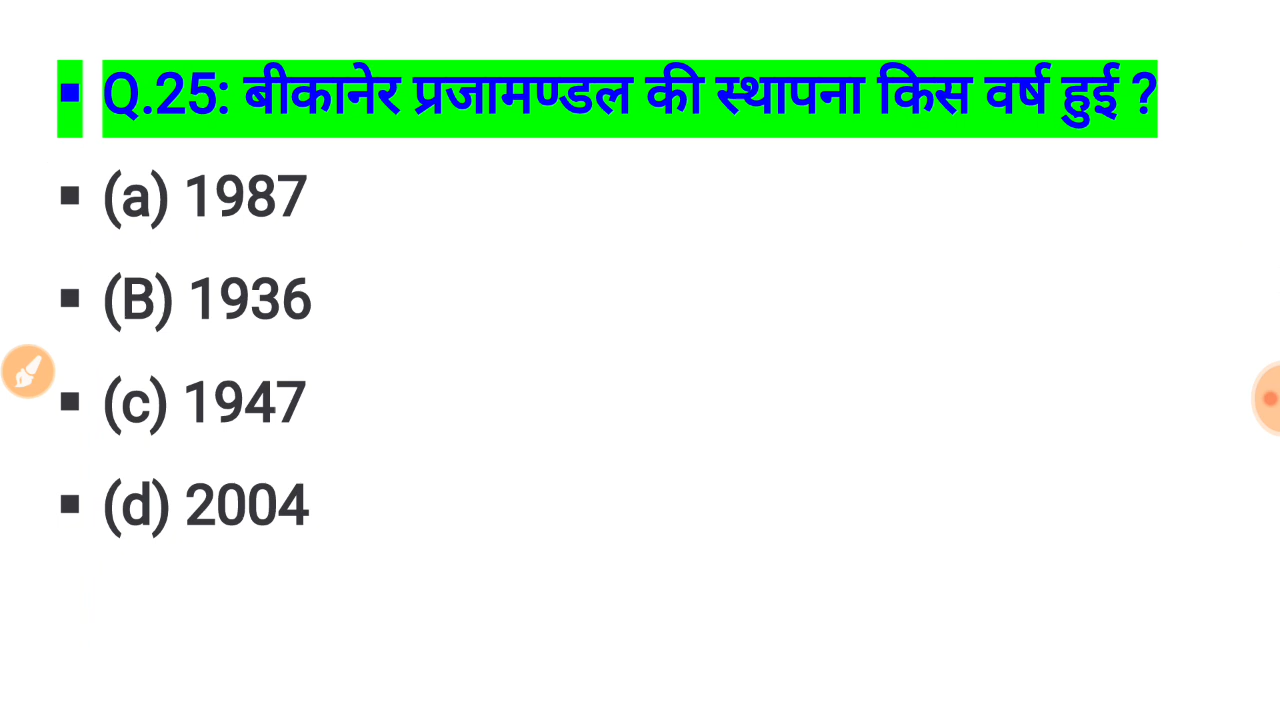 ▪ Q.25: बीकानेर प्रजामण्डल की स्थापना किस वर्ष हुई ?
▪ (a) 1987
▪ (B) 1936
▪ (c) 1947
▪ (d) 2004